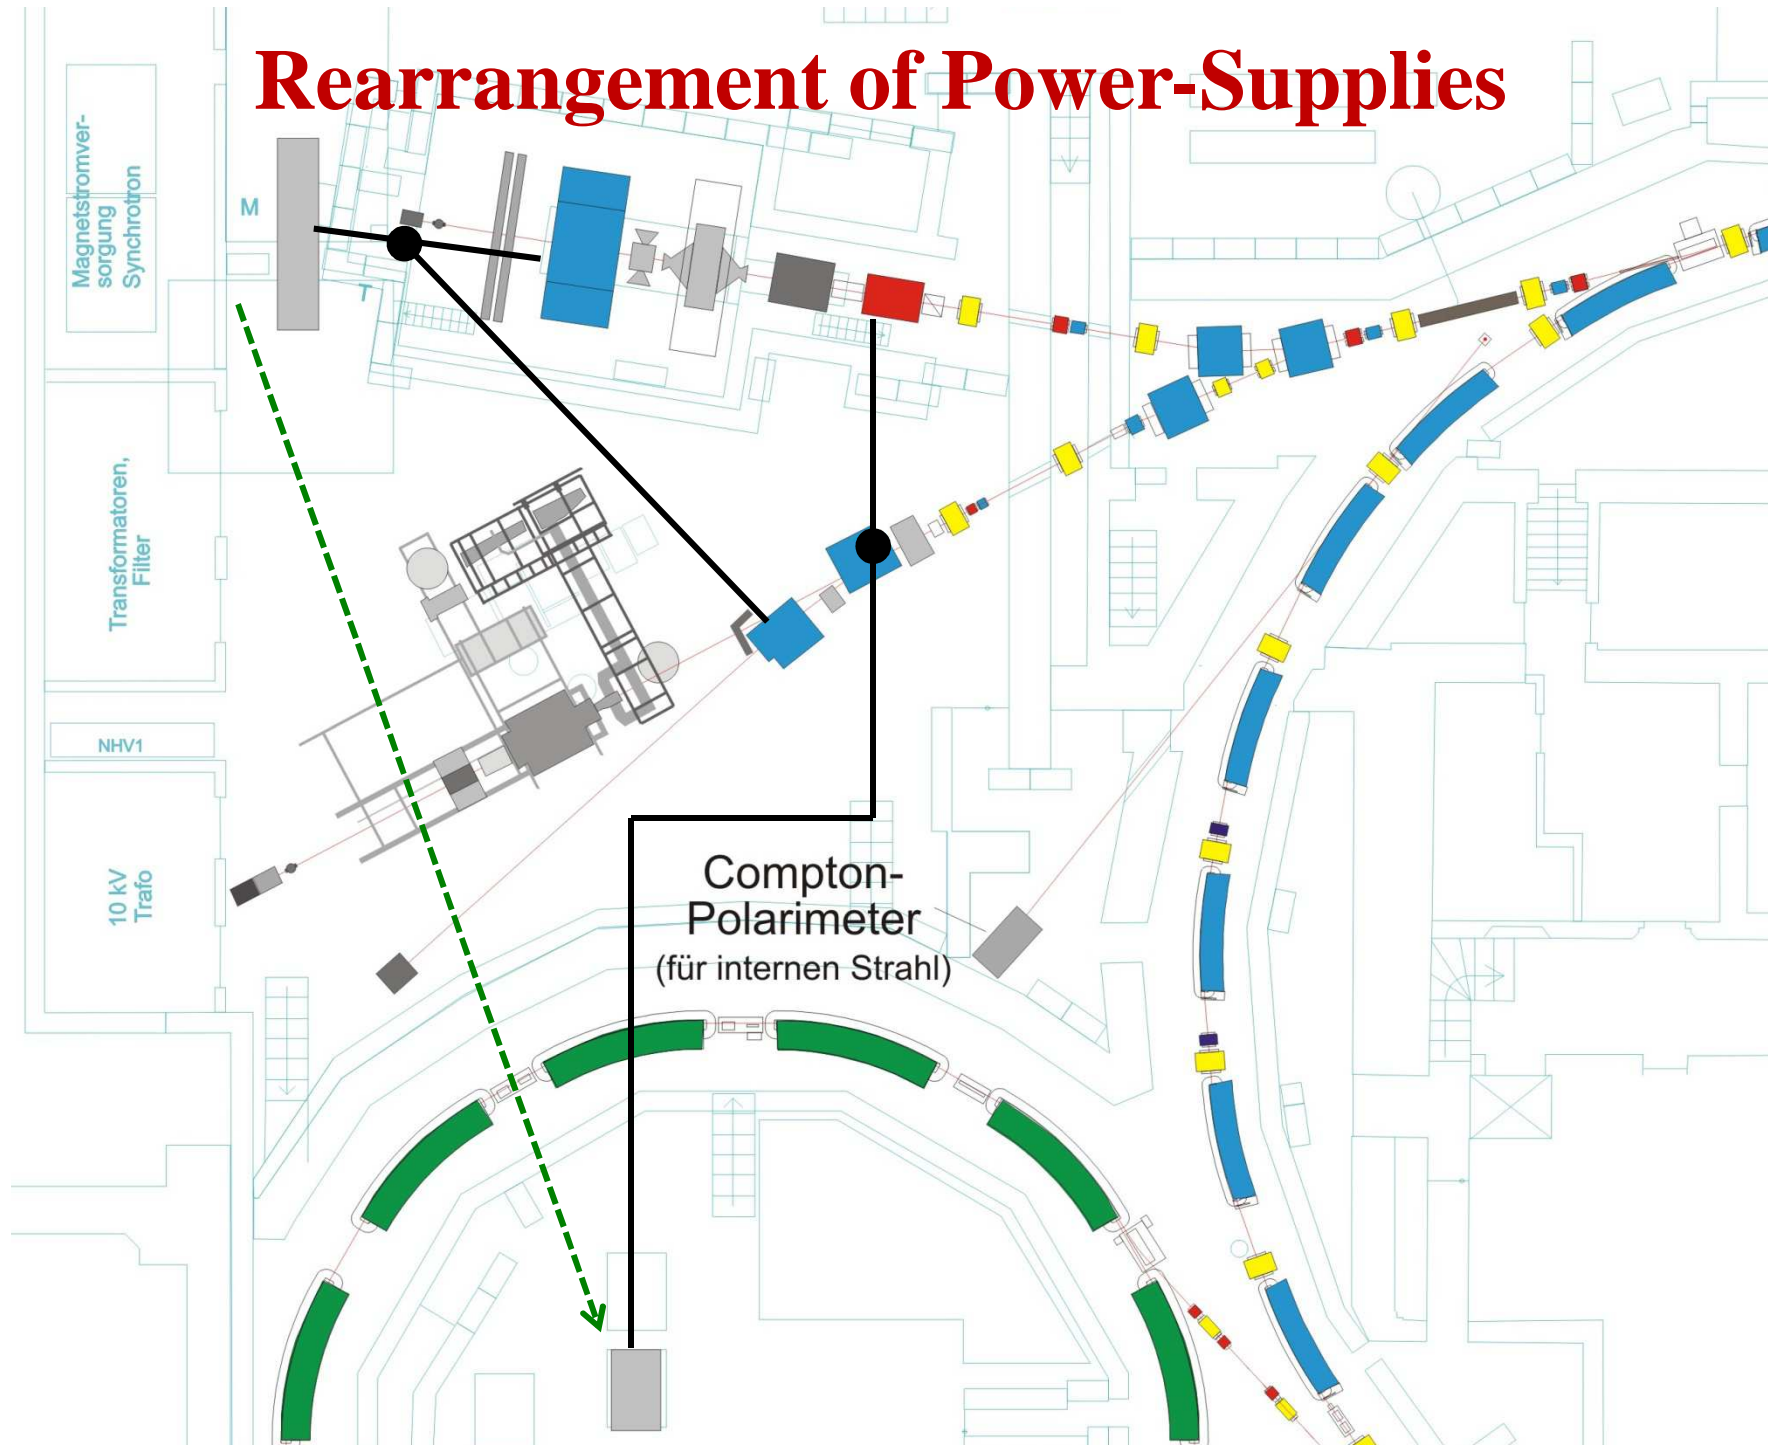 Rearrangement of Power-Supplies
Magnetstromver-
sorgung
Synchrotron
M
T
Transformatoren,
Filter
NHV1
10 kV
Trafo
Compton-
Polarimeter
(für internen Strahl)